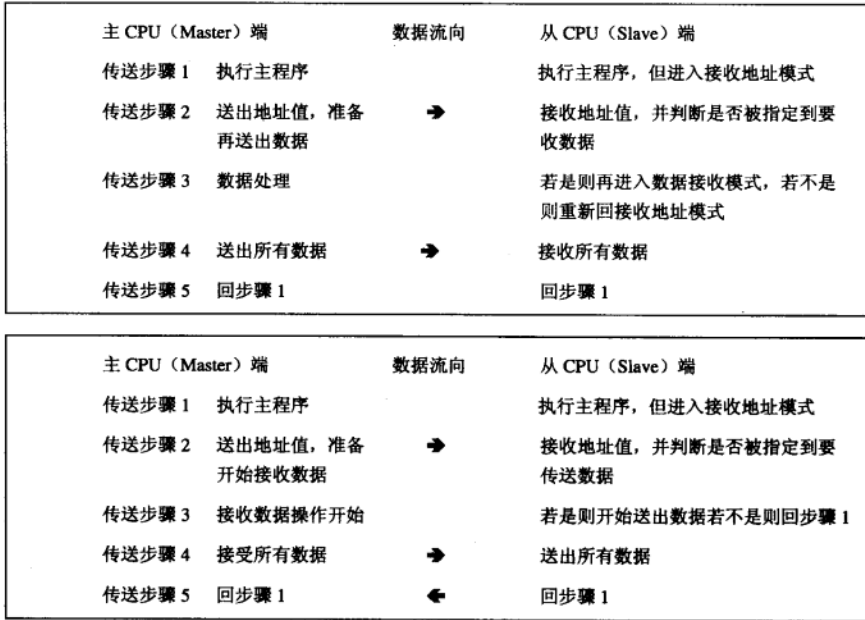 主 CPU（Master）端 数据流向 从 CPU（Slave）端
传送步骤 1 执行主程序 执行主程序，但进入接收地址模式
传送步骤 2 送出地址值，准备 ➔ 接收地址值，并判断是否被指定到要
再送出数据 收数据
传送步骤 3 数据处理 若是则再进入数据接收模式，若不是
则重新回接收地址模式
传送步骤 4 送出所有数据 ➔ 接收所有数据
传送步骤 5 回步骤 1 回步骤 1
主 CPU（Master）端 数据流向 从 CPU（Slave）端
传送步骤 1 执行主程序 执行主程序，但进入接收地址模式
传送步骤 2 送出地址值，准备 ➔ 接收地址值，并判断是否被指定到要
开始接收数据 传送数据
传送步骤 3 接收数据操作开始 若是则开始送出数据若不是则回步骤 1
传送步骤 4 接受所有数据 ➔ 送出所有数据
传送步骤 5 回步骤 1 🡨 回步骤 1